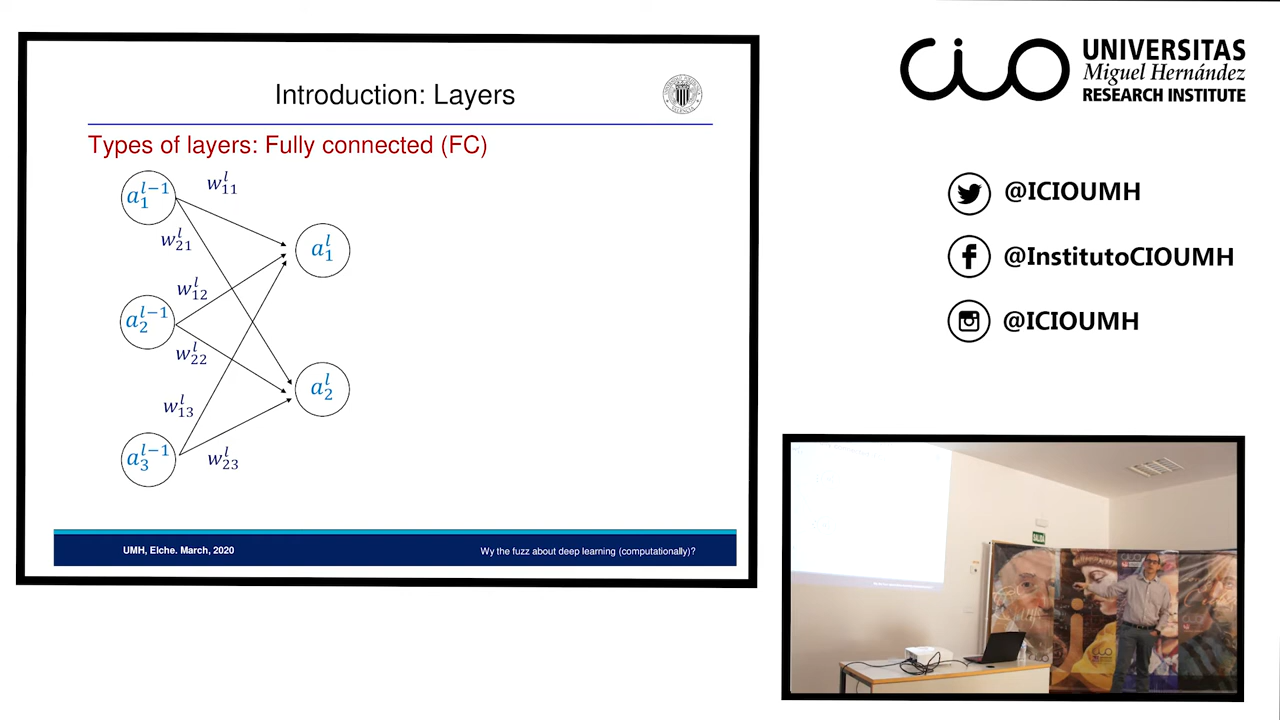 Introduction: Layers
Types of layers: Fully connected (FC)
a_1^{l-1}
w_{11}^l
w_{21}^l
a_1^l
w_{12}^l
a_2^{l-1}
w_{22}^l
a_2^l
w_{13}^l
a_3^{l-1}
w_{23}^l
UMH, Elche. March, 2020
Wy the fuzz about deep learning (computationally)?
cio
UNIVERSITAS
Miguel Hernández
RESEARCH INSTITUTE
@ICIOUMH
@InstitutoCIOUMH
@ICIOUMH
SALIDA